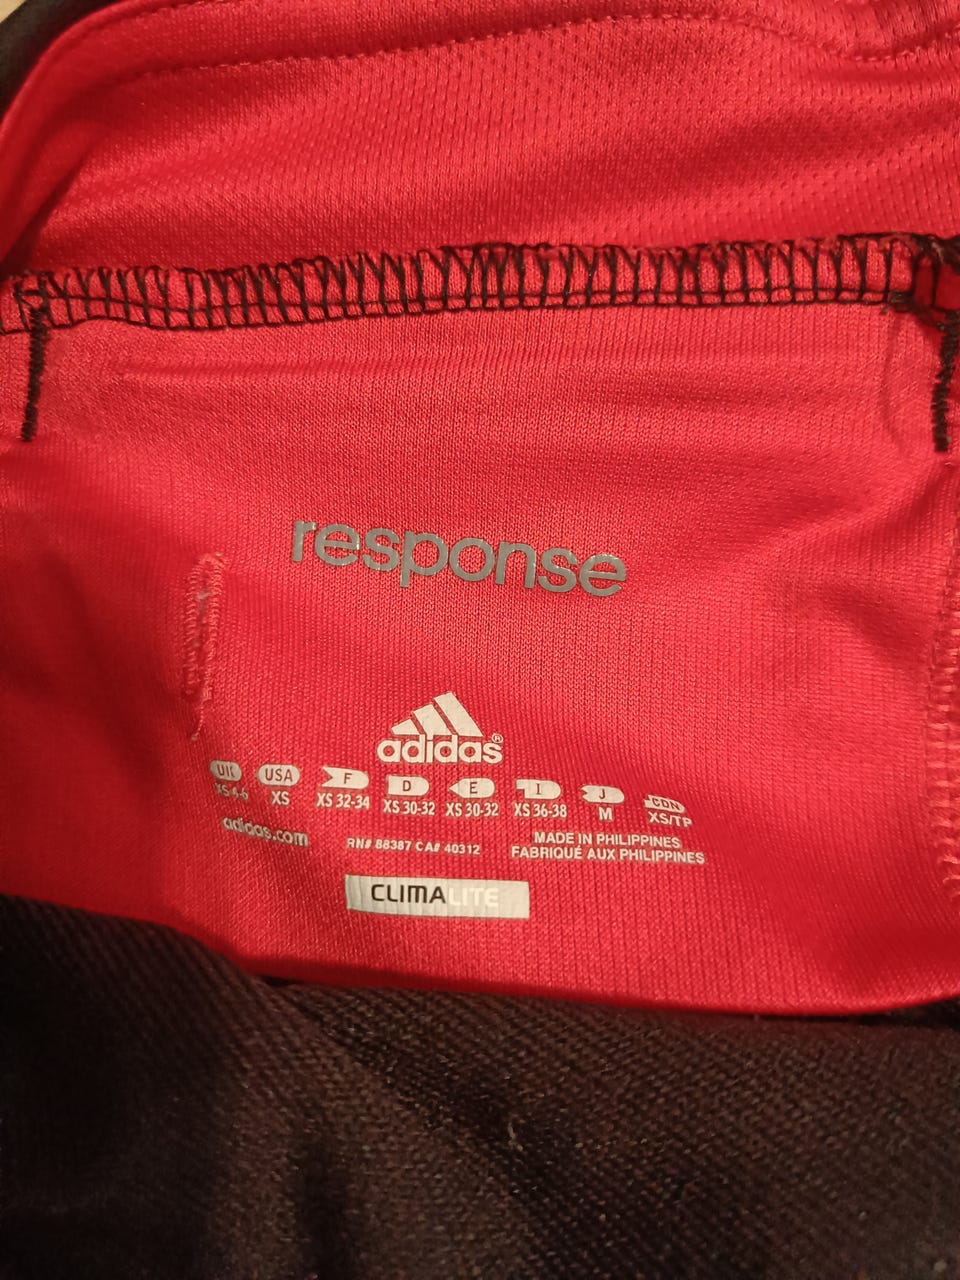 response
adidas®
UK USA F D E I J CDN
XS 4-6 XS XS 32-34 XS 30-32 XS 30-32 XS 36-38 M XS/TP
adidas.com
RN# 88387 CA# 40312
MADE IN PHILIPPINES
FABRIQUÉ AUX PHILIPPINES
CLIMALITE